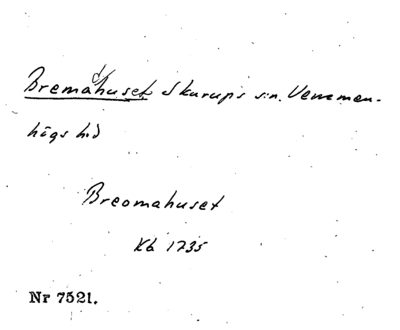 Bremahuset Skurups sn. Vemmen-
högs hd
Breomahuset
Kb 1735
Nr 7521.